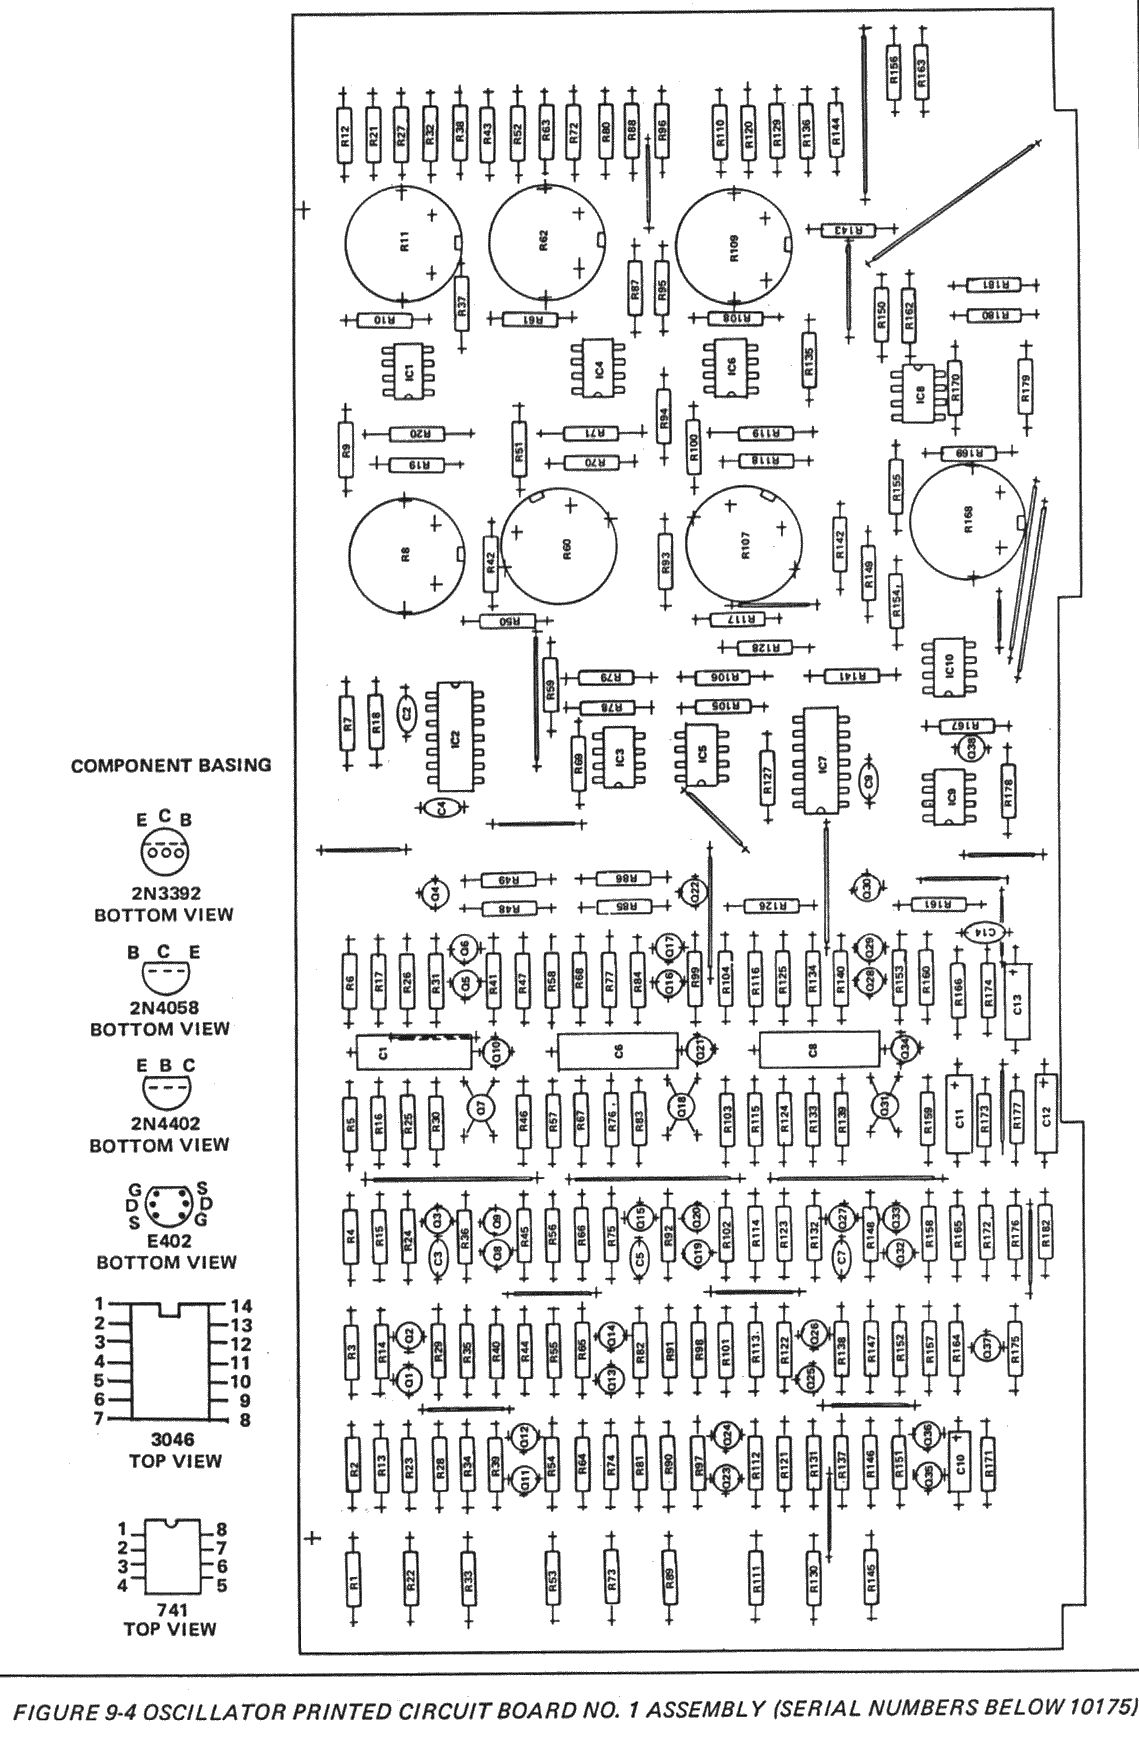 R156 R163
R12 R21 R27 R32 R38 R43 R52 R63 R72 R80 R88 R96 R110 R120 R129 R136 R144
R11 R62 R109 R143
R37 R87 R95 R150 R162 R181
R10 R61 R108 R180
IC1 IC4 IC6 R135 IC8 R170 R179
R9 R20 R51 R71 R94 R100 R119
R19 R70 R118 R155 R169
R8 R42 R60 R93 R107 R142 R149 R154 R168
R50 R117
R128
R59 R79 R106 R141 IC10
R7 R18 C2 IC2 R78 R105 R167
R69 IC3 IC5 R127 IC7 C9 Q38 IC9 R178
C4
COMPONENT BASING
E C B
2N3392
BOTTOM VIEW
Q4 R49 R86 Q22 Q30
R48 R85 R126 R161
C14
B C E
2N4058
BOTTOM VIEW
R6 R17 R26 R31 Q6 Q5 R41 R47 R58 R68 R77 R84 Q17 Q16 R99 R104 R116 R125 R134 R140 Q29 Q28 R153 R160 R166 R174 C13
C1 Q10 C6 Q21 C8 Q34
E B C
2N4402
BOTTOM VIEW
R5 R16 R25 R30 Q7 R46 R57 R67 R76 R83 Q18 R103 R115 R124 R133 R139 Q31 R159 C11 R173 R177 C12
G S
D D
S G
E402
BOTTOM VIEW
R4 R15 R24 Q3 C3 R36 Q9 Q8 R45 R56 R66 R75 Q15 C5 R92 Q20 Q19 R102 R114 R123 R132 Q27 C7 R148 Q33 Q32 R158 R165 R172 R176 R182
1 14
2 13
3 12
4 11
5 10
6 9
7 8
3046
TOP VIEW
R3 R14 Q2 Q1 R29 R35 R40 R44 R55 R65 Q14 Q13 R82 R91 R98 R101 R113 R122 Q26 Q25 R138 R147 R152 R157 R164 Q37 R175
R2 R13 R23 R28 R34 R39 Q12 Q11 R54 R64 R74 R81 R90 R97 Q24 Q23 R112 R121 R131 R137 R146 R151 Q36 Q35 C10 R171
1 8
2 7
3 6
4 5
741
TOP VIEW
R1 R22 R33 R53 R73 R89 R111 R130 R145
FIGURE 9-4 OSCILLATOR PRINTED CIRCUIT BOARD NO. 1 ASSEMBLY (SERIAL NUMBERS BELOW 10175)